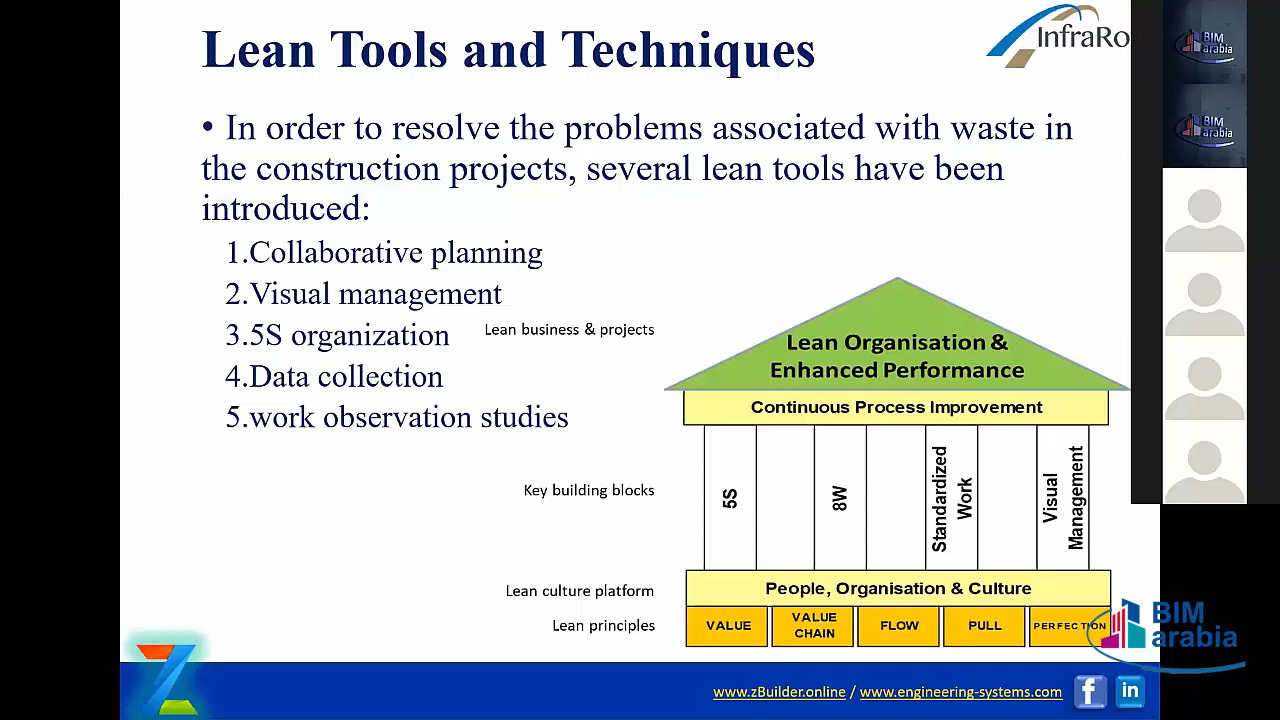 Lean Tools and Techniques
InfraRo
• In order to resolve the problems associated with waste in
the construction projects, several lean tools have been
introduced:
1.Collaborative planning
2.Visual management
3.5S organization
4.Data collection
5.work observation studies
Lean business & projects
Lean Organisation &
Enhanced Performance
Continuous Process Improvement
Key building blocks
5S
8W
Standardized
Work
Visual
Management
Lean culture platform
People, Organisation & Culture
Lean principles
VALUE
VALUE
CHAIN
FLOW
PULL
PERFECTION
BIM
arabia
www.zBuilder.online / www.engineering-systems.com
f
in
Z
BIM
arabia
BIM
arabia